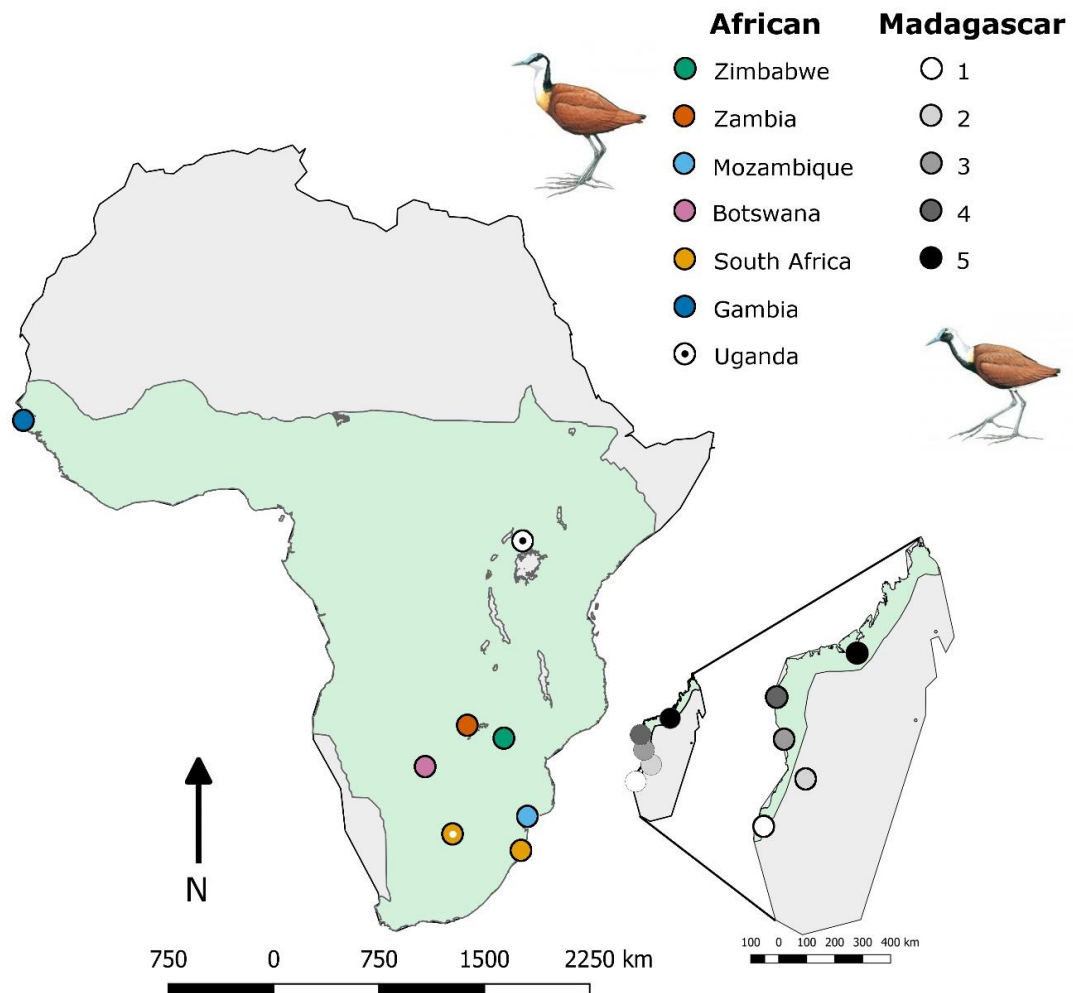 African
Zimbabwe
Zambia
Mozambique
Botswana
South Africa
Gambia
Uganda
Madagascar
1
2
3
4
5
N
750 0 750 1500 2250 km
100 0 100 200 300 400 km